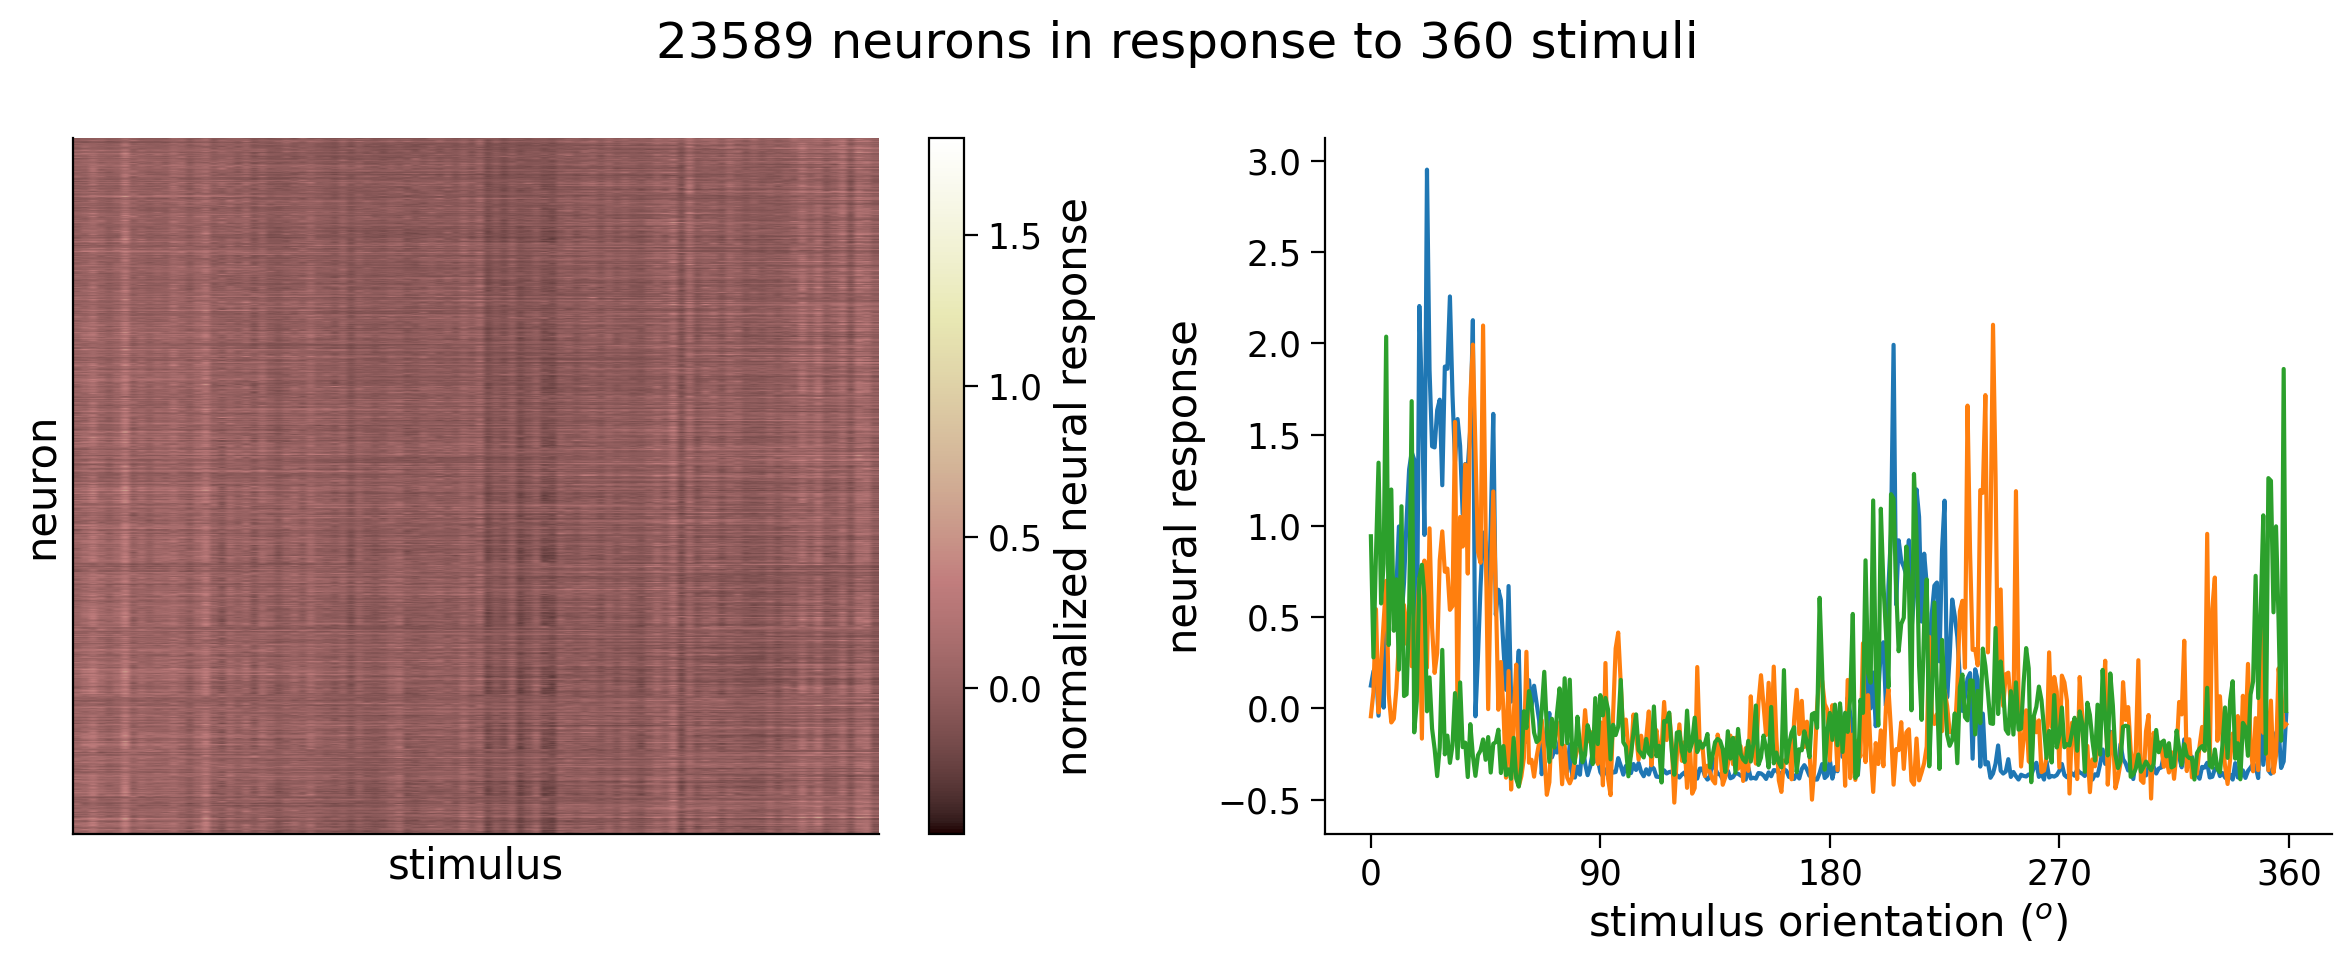 23589 neurons in response to 360 stimuli
neuron
stimulus
1.5
1.0
0.5
0.0
normalized neural response
neural response
3.0
2.5
2.0
1.5
1.0
0.5
0.0
−0.5
0 90 180 270 360
stimulus orientation (°)